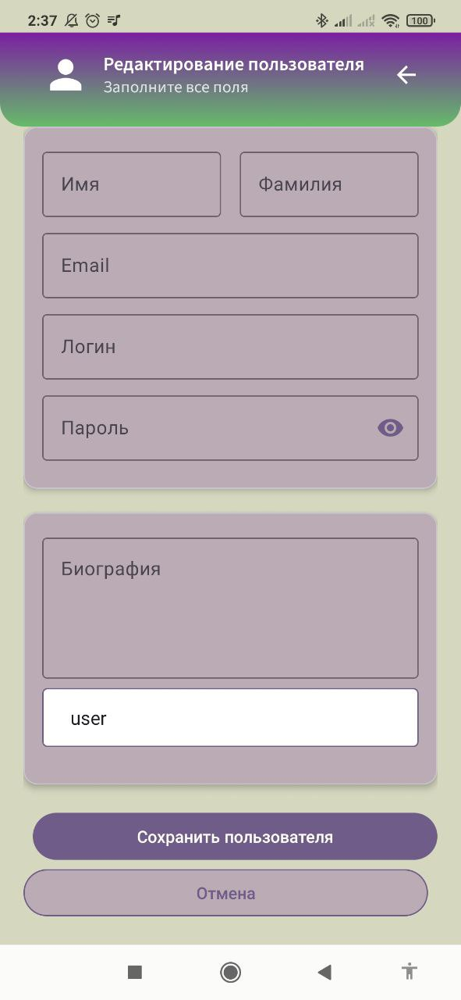 2:37
100
Редактирование пользователя
Заполните все поля
Имя
Фамилия
Email
Логин
Пароль
Биография
user
Сохранить пользователя
Отмена